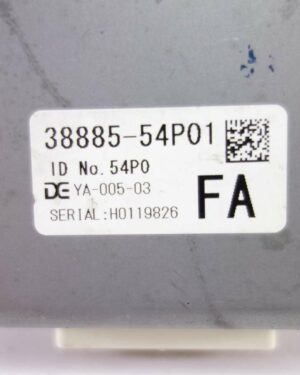 38885-54P01
ID No. 54P0
DE YA-005-03
SERIAL:H0119826
FA